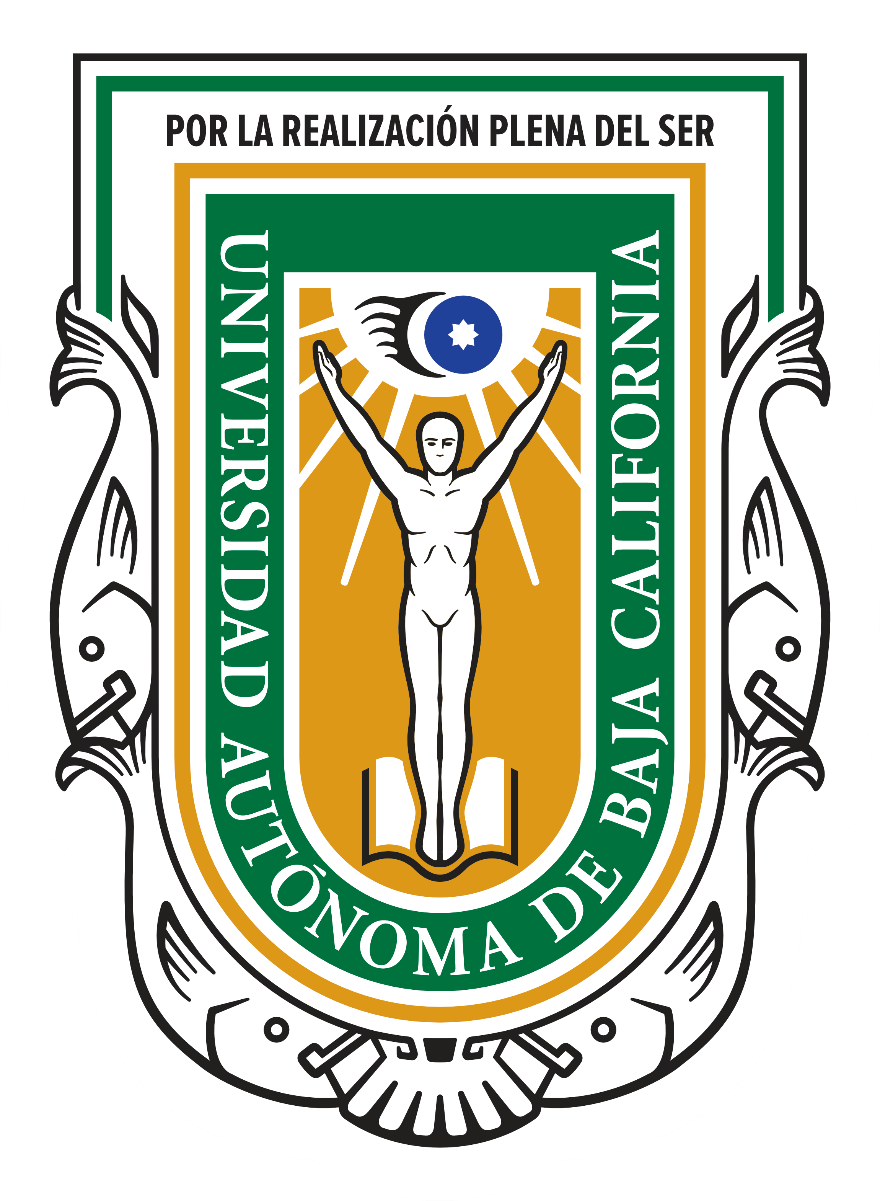 POR LA REALIZACIÓN PLENA DEL SER
UNIVERSIDAD AUTÓNOMA DE BAJA CALIFORNIA